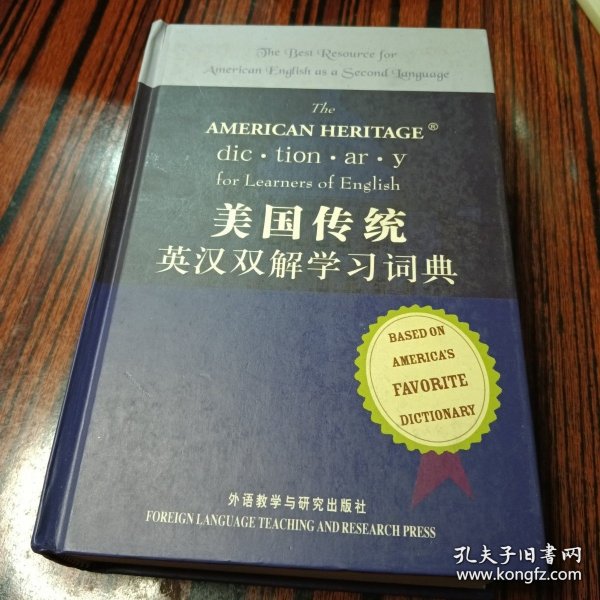 The Best Resource for
American English as a Second Language
The
AMERICAN HERITAGE®
dic·tion·ar·y
for Learners of English
美国传统
英汉双解学习词典
BASED ON
AMERICA'S
FAVORITE
DICTIONARY
外语教学与研究出版社
FOREIGN LANGUAGE TEACHING AND RESEARCH PRESS
孔夫子旧书网
www.kongfz.com